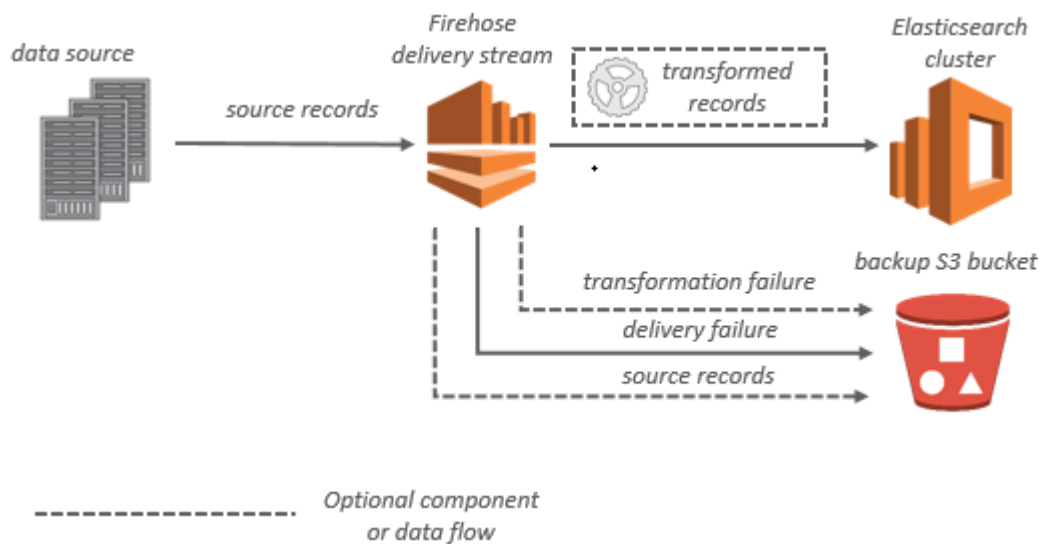 data source
source records
Firehose
delivery stream
transformed
records
Elasticsearch
cluster
backup S3 bucket
transformation failure
delivery failure
source records
Optional component
or data flow